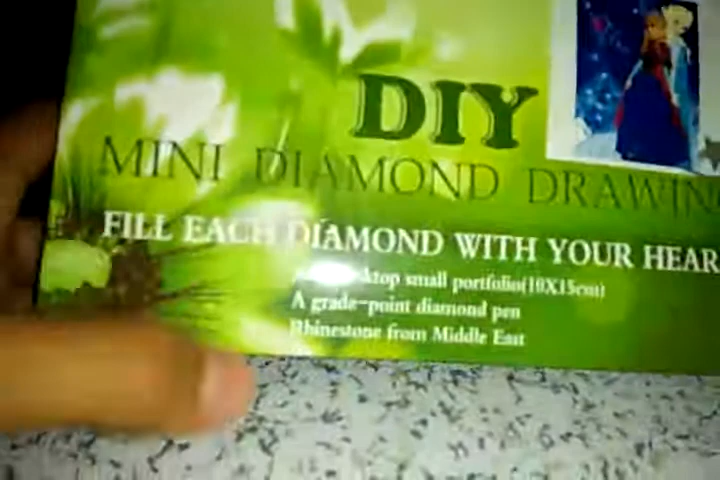 DIY
MINI DIAMOND DRAWIN
FILL EACH DIAMOND WITH YOUR HEAR
small portfolio(10X15cm)
A grade-point diamond pen
Rhinestone from Middle East